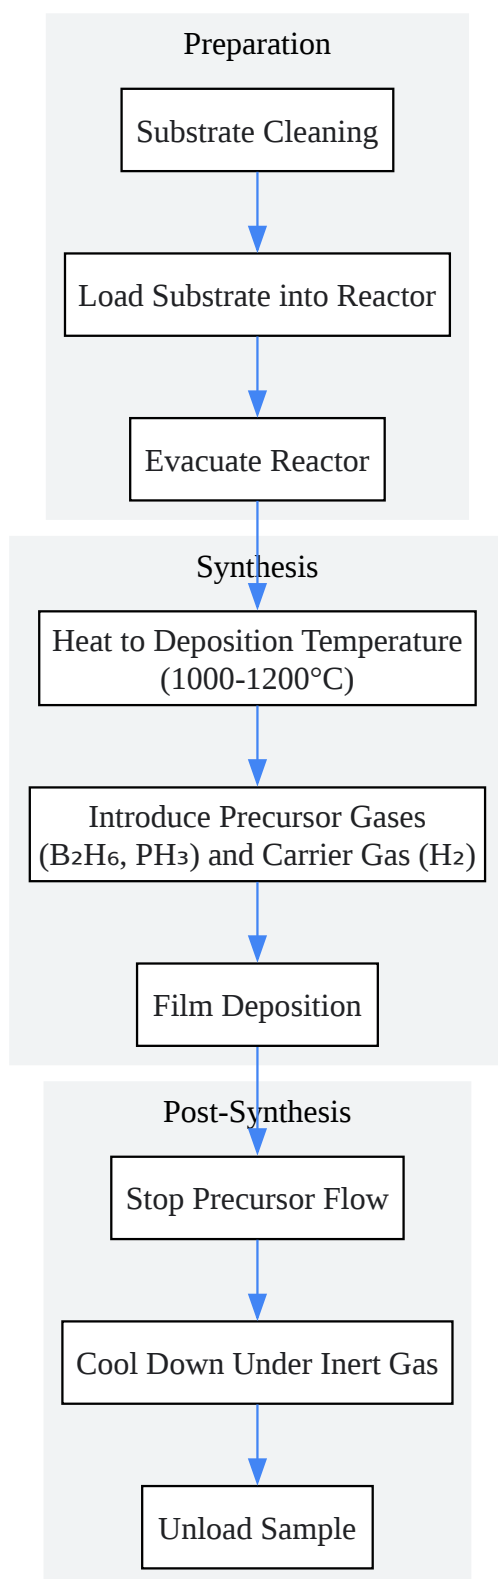 Preparation
Substrate Cleaning
Load Substrate into Reactor
Evacuate Reactor
Synthesis
Heat to Deposition Temperature
(1000-1200°C)
Introduce Precursor Gases
(B₂H₆, PH₃) and Carrier Gas (H₂)
Film Deposition
Post-Synthesis
Stop Precursor Flow
Cool Down Under Inert Gas
Unload Sample